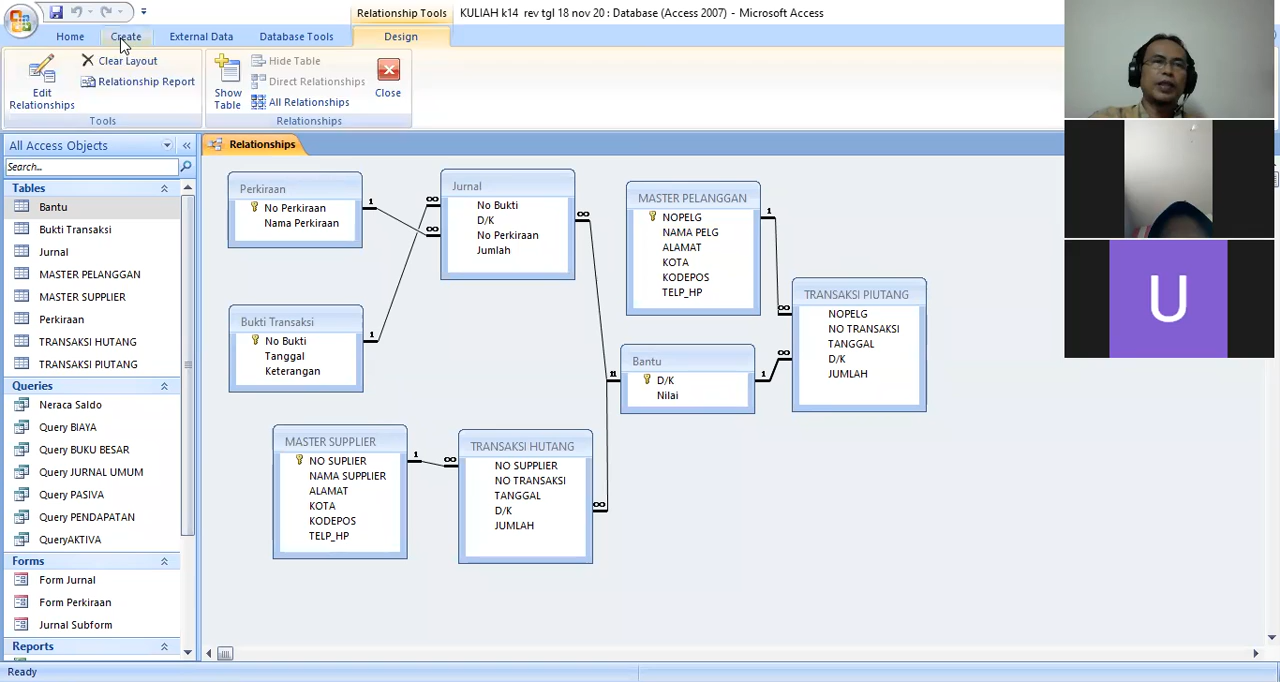 Relationship Tools
KULIAH k14 rev tgl 18 nov 20 : Database (Access 2007) - Microsoft Access
Home
Create
External Data
Database Tools
Design
Edit Relationships
Clear Layout
Relationship Report
Tools
Show Table
Hide Table
Direct Relationships
All Relationships
Close
Relationships
All Access Objects
Search...
Tables
Bantu
Bukti Transaksi
Jurnal
MASTER PELANGGAN
MASTER SUPPLIER
Perkiraan
TRANSAKSI HUTANG
TRANSAKSI PIUTANG
Queries
Neraca Saldo
Query BIAYA
Query BUKU BESAR
Query JURNAL UMUM
Query PASIVA
Query PENDAPATAN
QueryAKTIVA
Forms
Form Jurnal
Form Perkiraan
Jurnal Subform
Reports
Relationships
Perkiraan
No Perkiraan
Nama Perkiraan
1
∞
∞
Jurnal
No Bukti
D/K
No Perkiraan
Jumlah
∞
MASTER PELANGGAN
NOPELG
NAMA PELG
ALAMAT
KOTA
KODEPOS
TELP_HP
1
∞
TRANSAKSI PIUTANG
NOPELG
NO TRANSAKSI
TANGGAL
D/K
JUMLAH
∞
Bukti Transaksi
No Bukti
Tanggal
Keterangan
1
11
Bantu
D/K
Nilai
1
MASTER SUPPLIER
NO SUPLIER
NAMA SUPPLIER
ALAMAT
KOTA
KODEPOS
TELP_HP
1
∞
TRANSAKSI HUTANG
NO SUPPLIER
NO TRANSAKSI
TANGGAL
D/K
JUMLAH
∞
U
Ready